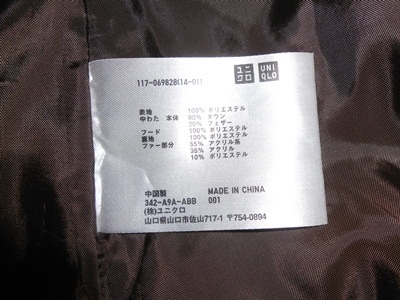 ユニクロ UNIQLO
117-069828(14-01)
表地 100% ポリエステル
中わた 本体 80% ダウン
20% フェザー
フード 100% ポリエステル
裏地 100% ポリエステル
ファー部分 55% アクリル系
35% アクリル
10% ポリエステル
中国製 MADE IN CHINA
342-A9A-ABB 001
(株)ユニクロ
山口県山口市佐山717-1 〒754-0894